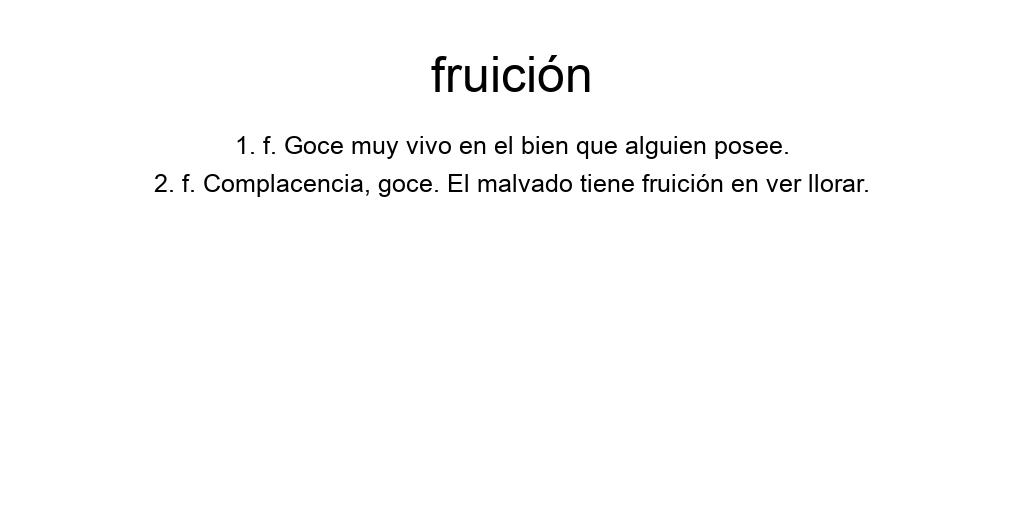 fruición
1. f. Goce muy vivo en el bien que alguien posee.
2. f. Complacencia, goce. El malvado tiene fruición en ver llorar.